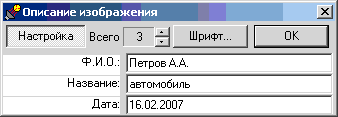 Описание изображения
Настройка Всего 3 Шрифт... OK
Ф.И.О.: Петров А.А.
Название: автомобиль
Дата: 16.02.2007